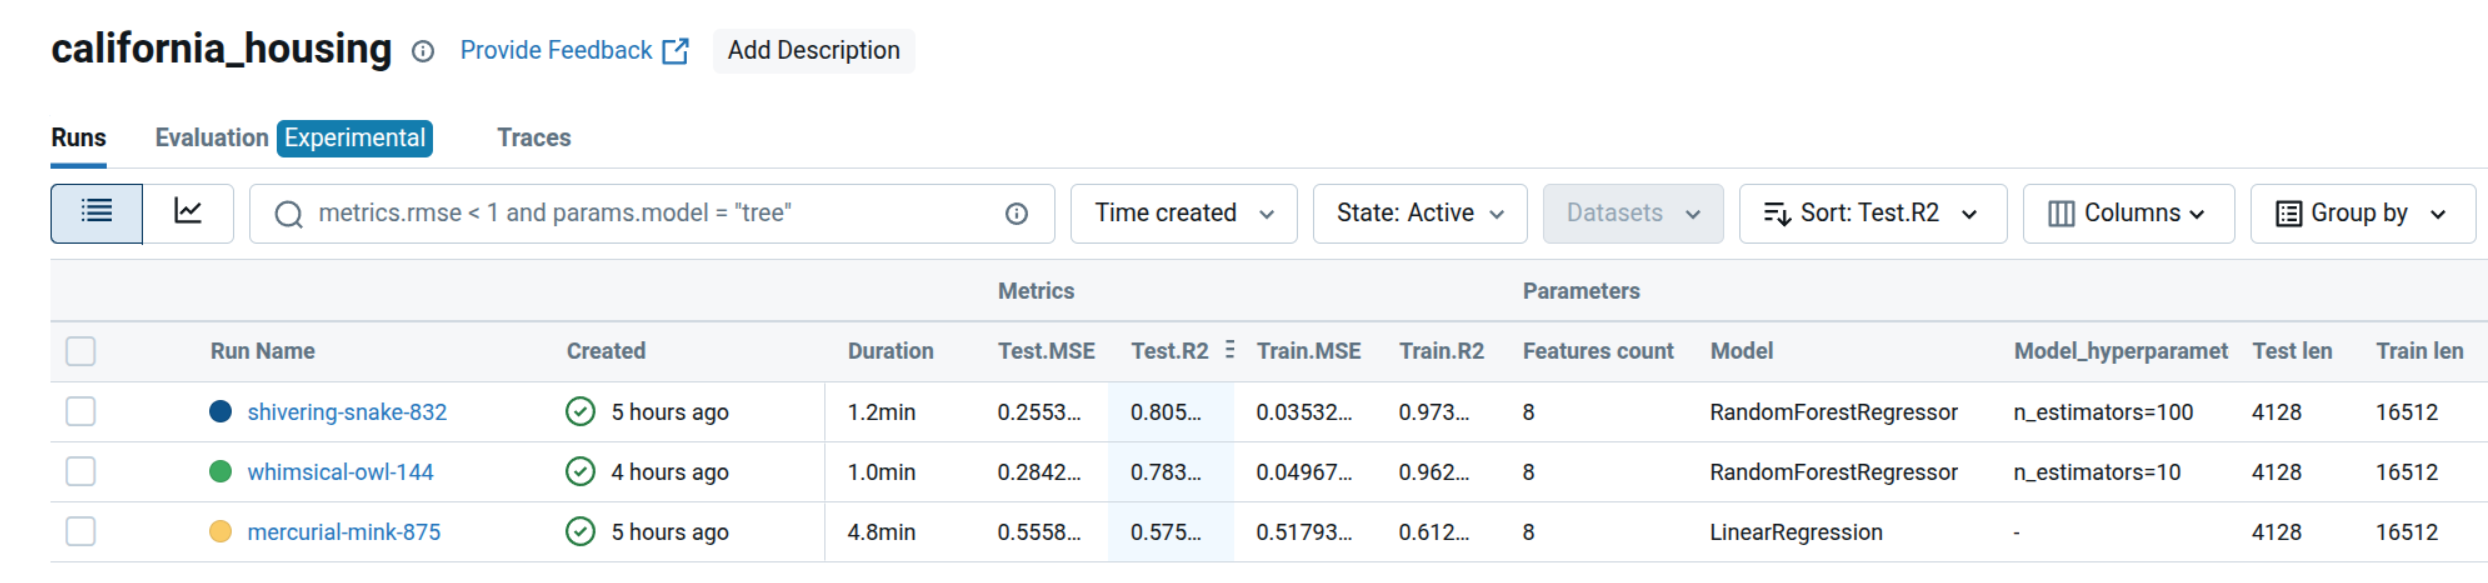 california_housing Provide Feedback Add Description
Runs Evaluation Experimental Traces
metrics.rmse < 1 and params.model = "tree" Time created State: Active Datasets Sort: Test.R2 Columns Group by
Metrics Parameters
Run Name Created Duration Test.MSE Test.R2 Train.MSE Train.R2 Features count Model Model_hyperparamet Test len Train len
shivering-snake-832 5 hours ago 1.2min 0.2553... 0.805... 0.03532... 0.973... 8 RandomForestRegressor n_estimators=100 4128 16512
whimsical-owl-144 4 hours ago 1.0min 0.2842... 0.783... 0.04967... 0.962... 8 RandomForestRegressor n_estimators=10 4128 16512
mercurial-mink-875 5 hours ago 4.8min 0.5558... 0.575... 0.51793... 0.612... 8 LinearRegression - 4128 16512